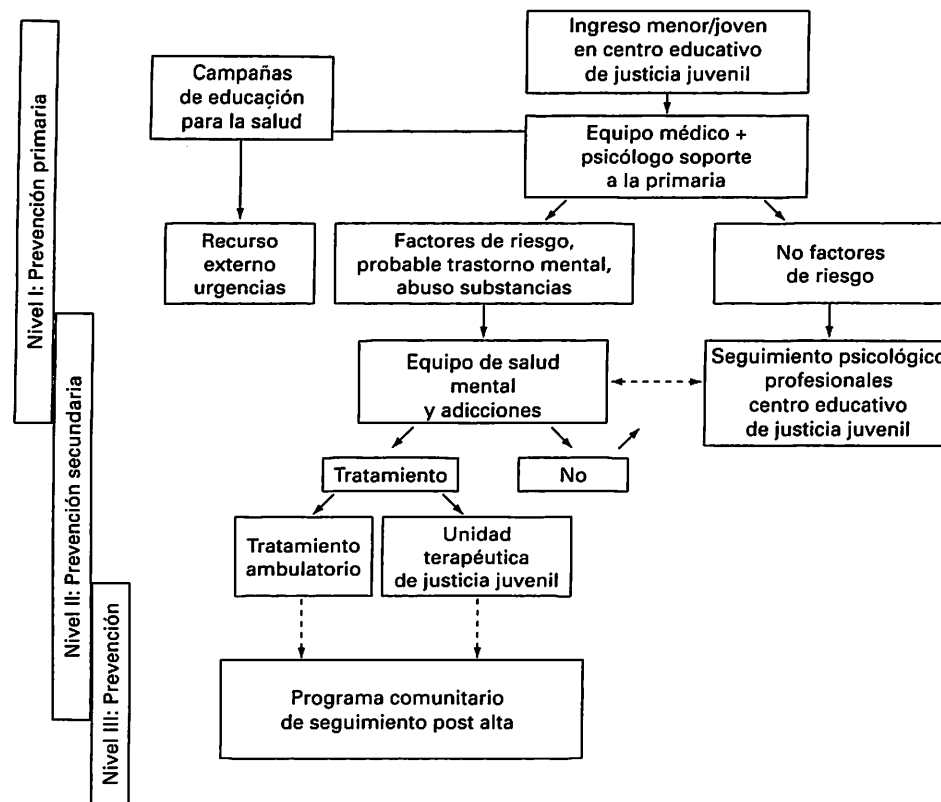 Nivel I: Prevención primaria
Nivel II: Prevención secundaria
Nivel III: Prevención
Ingreso menor/joven
en centro educativo
de justicia juvenil
Campañas
de educación
para la salud
Equipo médico +
psicólogo soporte
a la primaria
Recurso
externo
urgencias
Factores de riesgo,
probable trastorno mental,
abuso substancias
No factores
de riesgo
Equipo de salud
mental
y adicciones
Seguimiento psicológico
profesionales
centro educativo
de justicia juvenil
Tratamiento
No
Tratamiento
ambulatorio
Unidad
terapéutica
de justicia juvenil
Programa comunitario
de seguimiento post alta